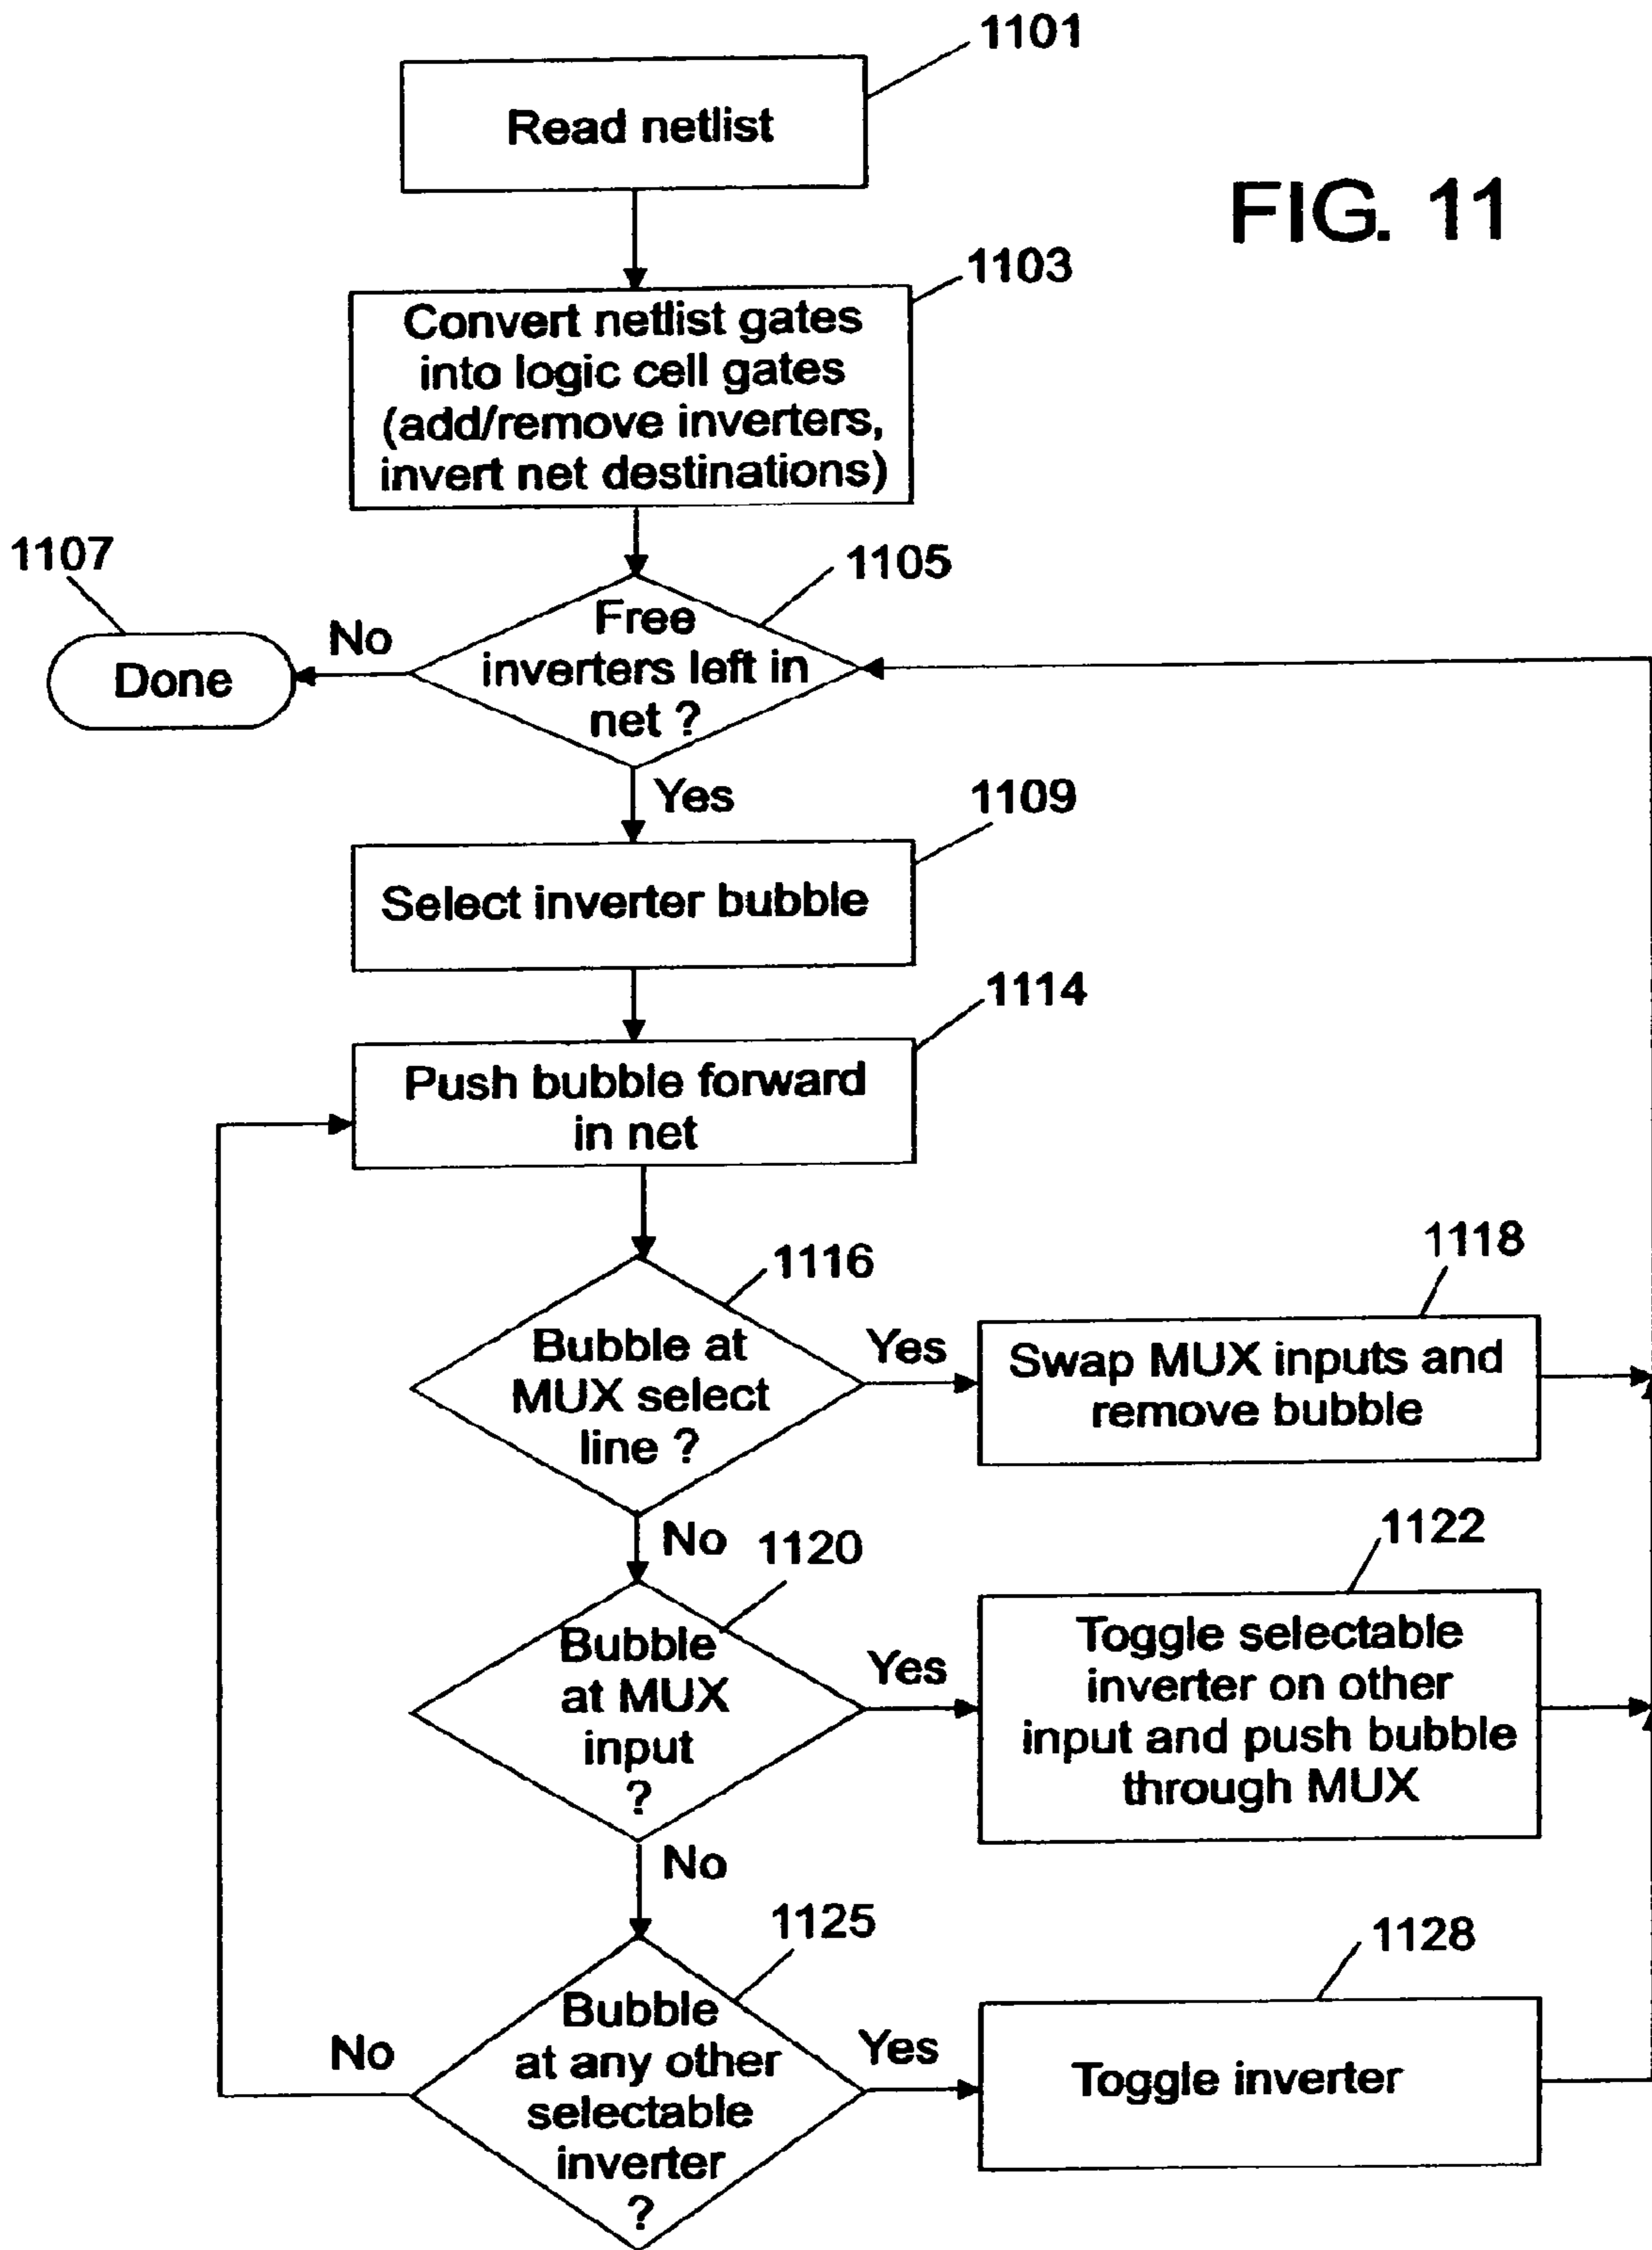 1101
Read netlist
FIG. 11
1103
Convert netlist gates
into logic cell gates
(add/remove inverters,
invert net destinations)
1107
1105
Free
inverters left in
net ?
No
Done
Yes
1109
Select inverter bubble
1114
Push bubble forward
in net
1116
Bubble at
MUX select
line ?
Yes
1118
Swap MUX inputs and
remove bubble
No
1120
Bubble
at MUX
input
?
Yes
1122
Toggle selectable
inverter on other
input and push bubble
through MUX
No
1125
Bubble
at any other
selectable
inverter
?
No
Yes
1128
Toggle inverter